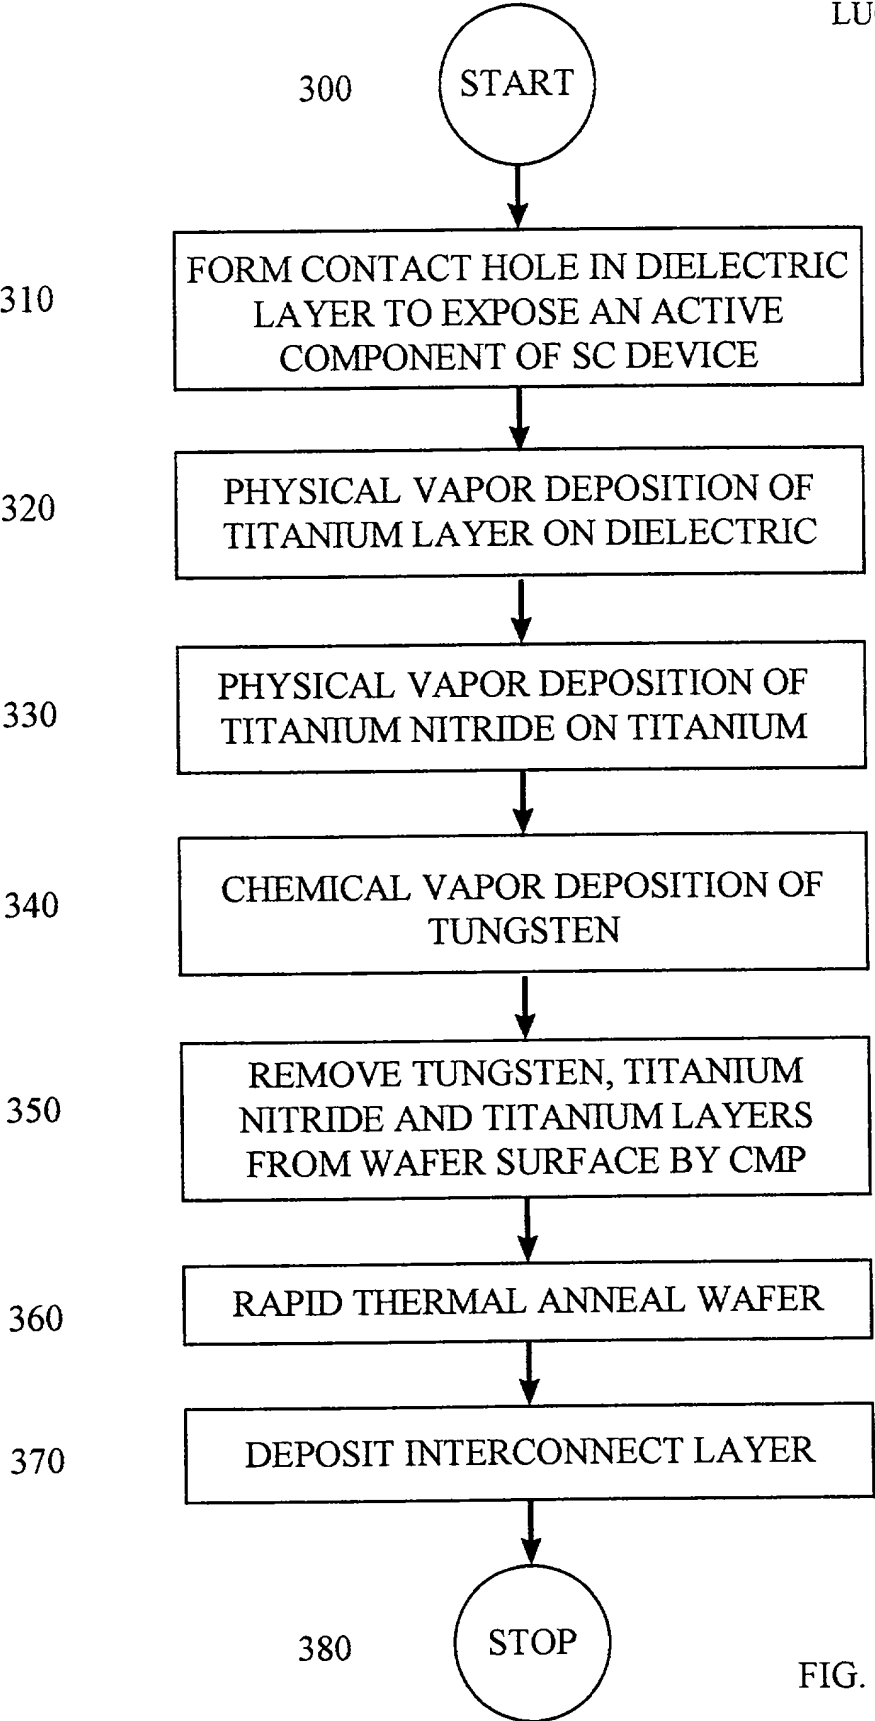 300
START
310
FORM CONTACT HOLE IN DIELECTRIC
LAYER TO EXPOSE AN ACTIVE
COMPONENT OF SC DEVICE
320
PHYSICAL VAPOR DEPOSITION OF
TITANIUM LAYER ON DIELECTRIC
330
PHYSICAL VAPOR DEPOSITION OF
TITANIUM NITRIDE ON TITANIUM
340
CHEMICAL VAPOR DEPOSITION OF
TUNGSTEN
350
REMOVE TUNGSTEN, TITANIUM
NITRIDE AND TITANIUM LAYERS
FROM WAFER SURFACE BY CMP
360
RAPID THERMAL ANNEAL WAFER
370
DEPOSIT INTERCONNECT LAYER
380
STOP
FIG.